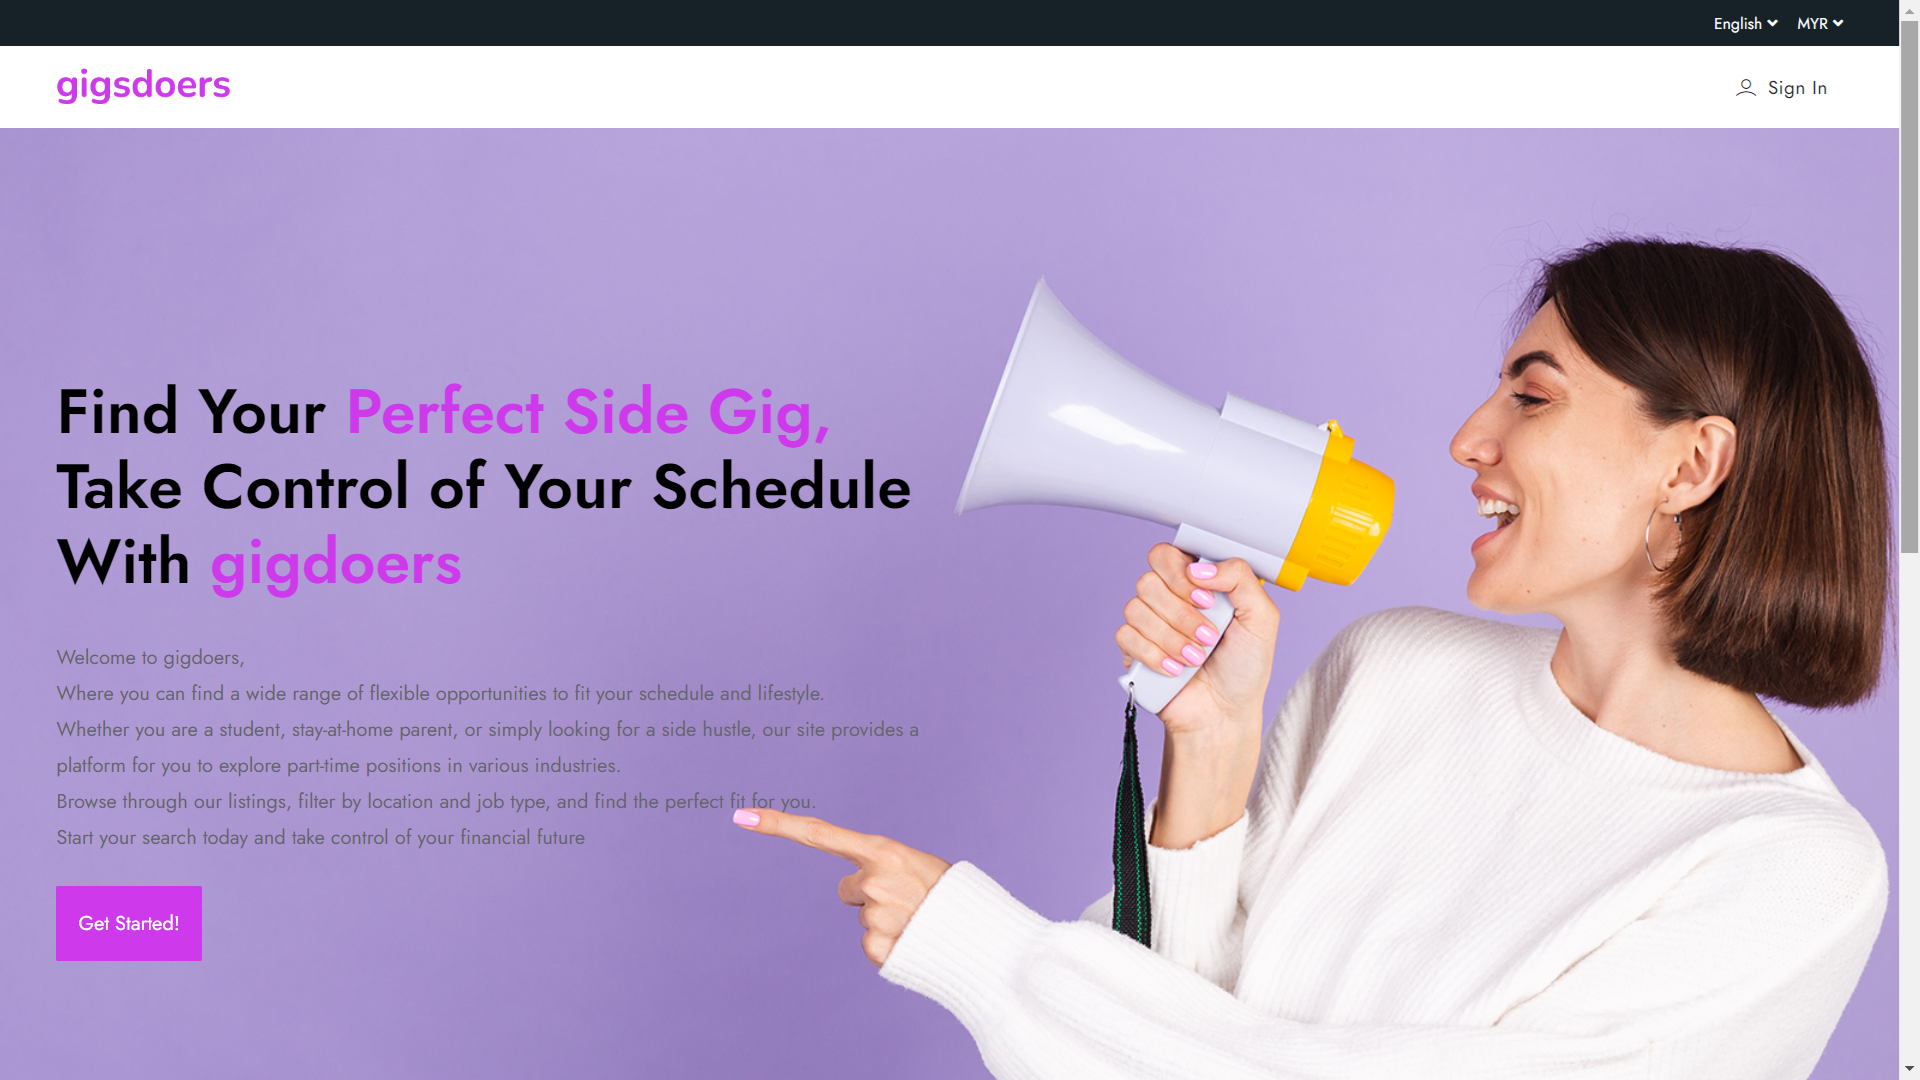 English MYR
gigsdoers
Sign In
Find Your Perfect Side Gig,
Take Control of Your Schedule
With gigdoers
Welcome to gigdoers,
Where you can find a wide range of flexible opportunities to fit your schedule and lifestyle.
Whether you are a student, stay-at-home parent, or simply looking for a side hustle, our site provides a
platform for you to explore part-time positions in various industries.
Browse through our listings, filter by location and job type, and find the perfect fit for you.
Start your search today and take control of your financial future
Get Started!